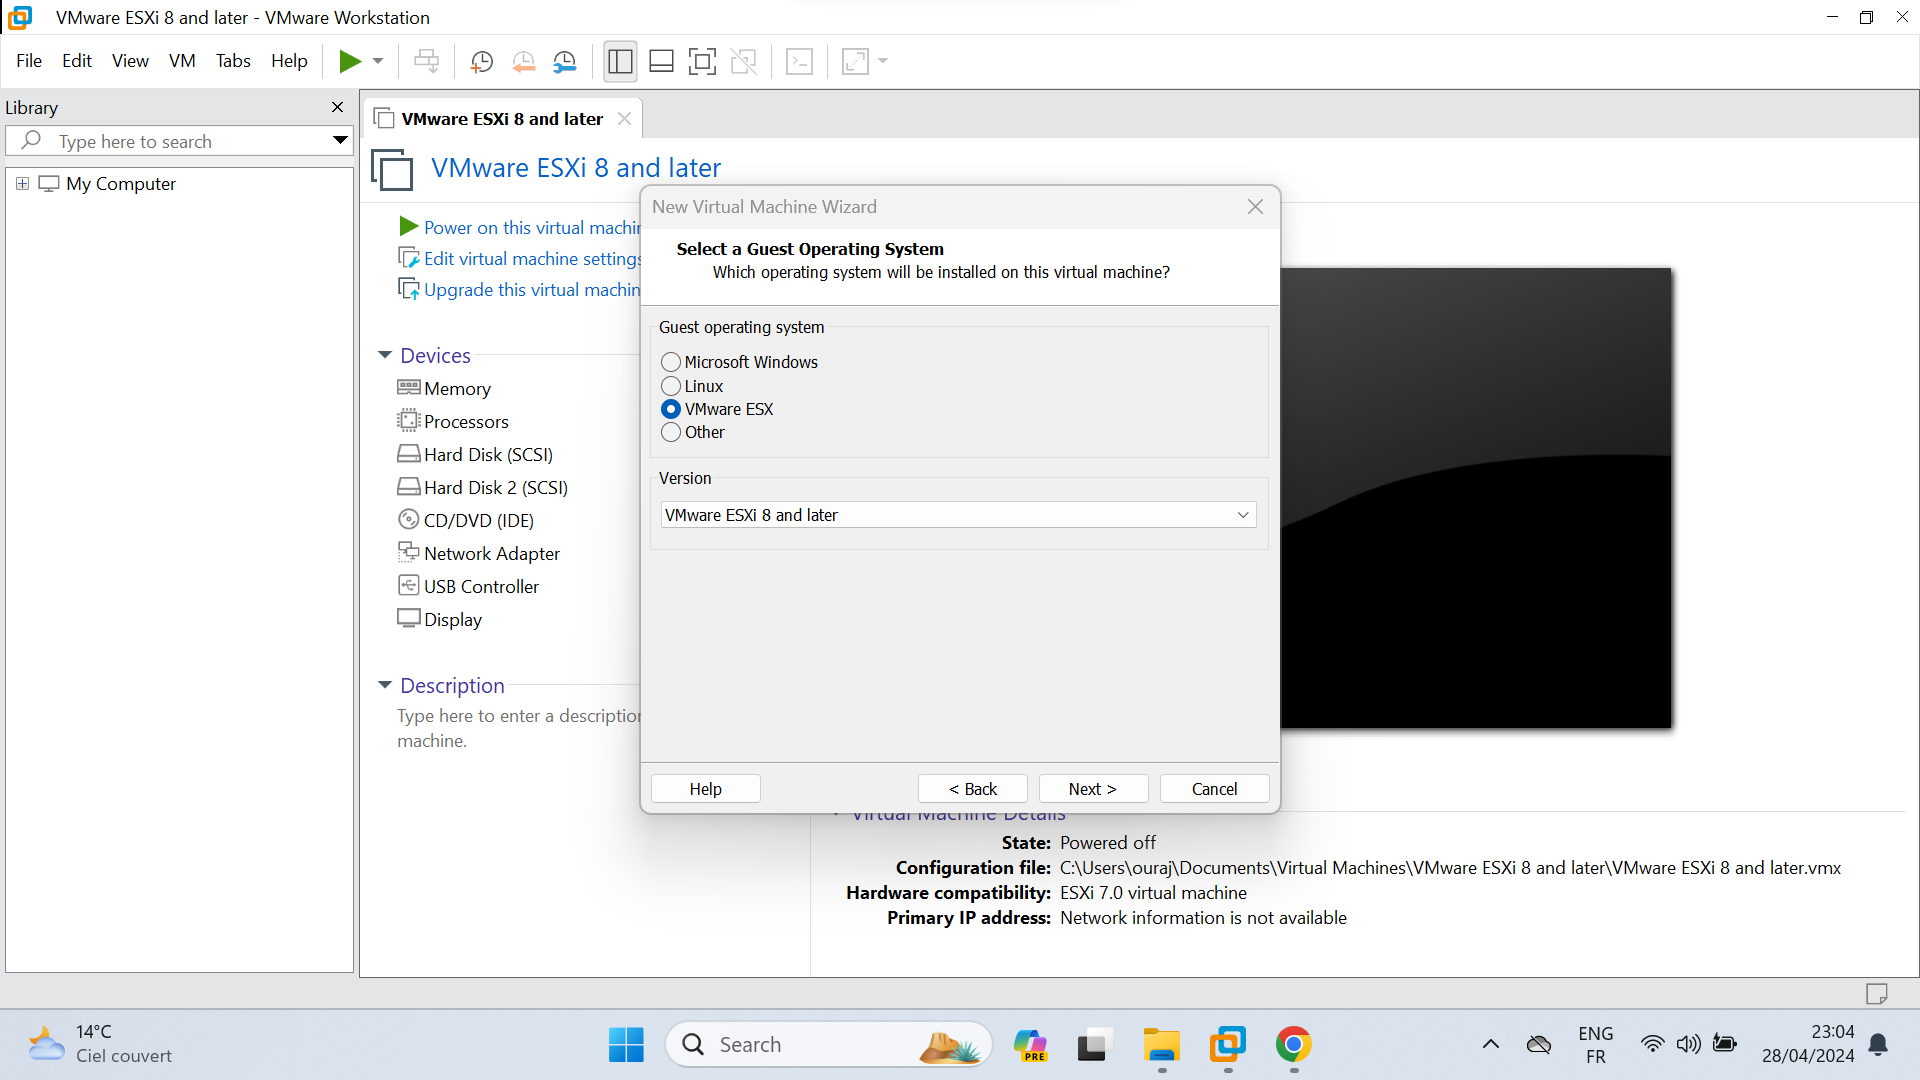 VMware ESXi 8 and later - VMware Workstation
File Edit View VM Tabs Help
Library
Type here to search
My Computer
VMware ESXi 8 and later
VMware ESXi 8 and later
Power on this virtual machin
Edit virtual machine settings
Upgrade this virtual machin
Devices
Memory
Processors
Hard Disk (SCSI)
Hard Disk 2 (SCSI)
CD/DVD (IDE)
Network Adapter
USB Controller
Display
Description
Type here to enter a description
machine.
New Virtual Machine Wizard
Select a Guest Operating System
Which operating system will be installed on this virtual machine?
Guest operating system
Microsoft Windows
Linux
VMware ESX
Other
Version
VMware ESXi 8 and later
Help < Back Next > Cancel
Virtual Machine Details
State: Powered off
Configuration file: C:\Users\ouraj\Documents\Virtual Machines\VMware ESXi 8 and later\VMware ESXi 8 and later.vmx
Hardware compatibility: ESXi 7.0 virtual machine
Primary IP address: Network information is not available
14°C
Ciel couvert
Search
PRE
ENG
FR
23:04
28/04/2024